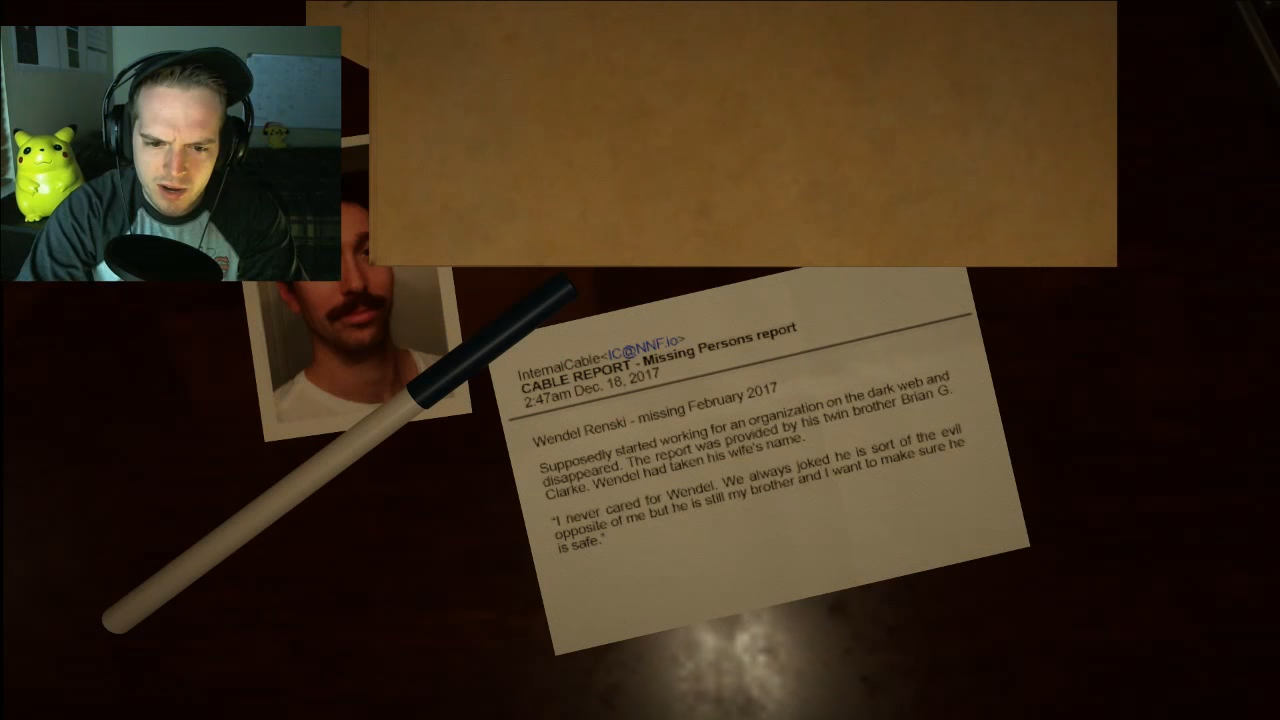 InternalCable<IC@NNF.io>
CABLE REPORT - Missing Persons report
2:47am Dec. 18, 2017
Wendel Renski - missing February 2017
Supposedly started working for an organization on the dark web and
disappeared. The report was provided by his twin brother Brian G.
Clarke. Wendel had taken his wife's name.
"I never cared for Wendel. We always joked he is sort of the evil
opposite of me but he is still my brother and I want to make sure he
is safe."